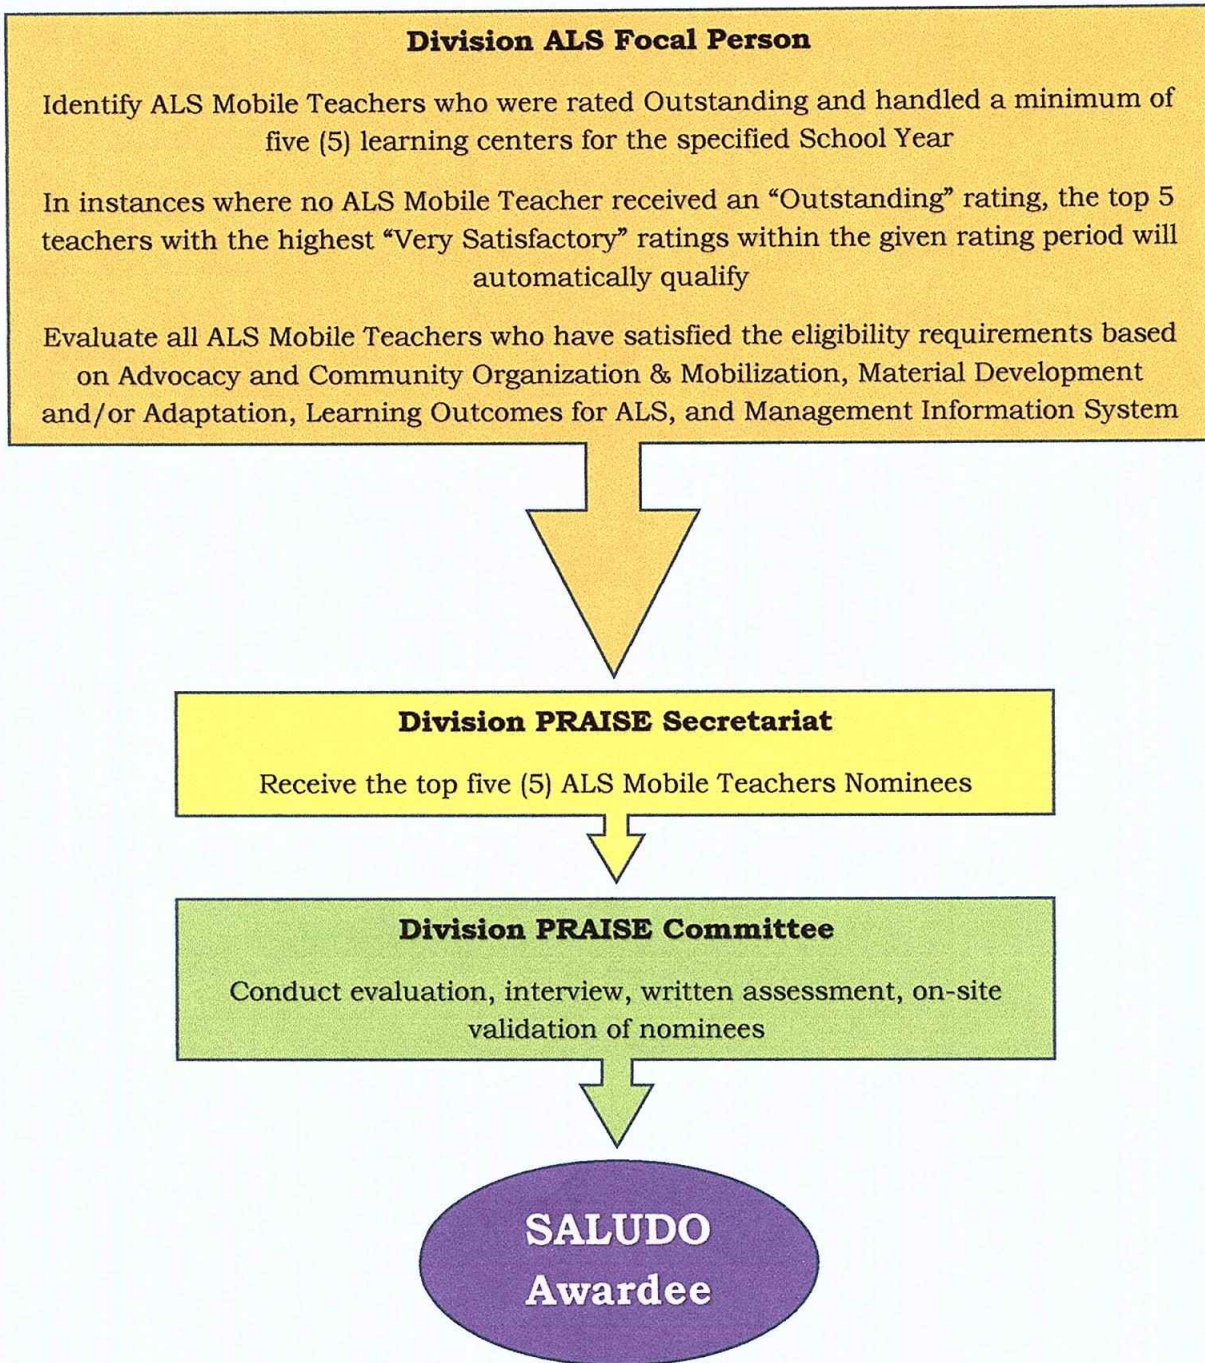 Division ALS Focal Person
Identify ALS Mobile Teachers who were rated Outstanding and handled a minimum of
five (5) learning centers for the specified School Year
In instances where no ALS Mobile Teacher received an “Outstanding” rating, the top 5
teachers with the highest “Very Satisfactory” ratings within the given rating period will
automatically qualify
Evaluate all ALS Mobile Teachers who have satisfied the eligibility requirements based
on Advocacy and Community Organization & Mobilization, Material Development
and/or Adaptation, Learning Outcomes for ALS, and Management Information System
Division PRAISE Secretariat
Receive the top five (5) ALS Mobile Teachers Nominees
Division PRAISE Committee
Conduct evaluation, interview, written assessment, on-site
validation of nominees
SALUDO
Awardee